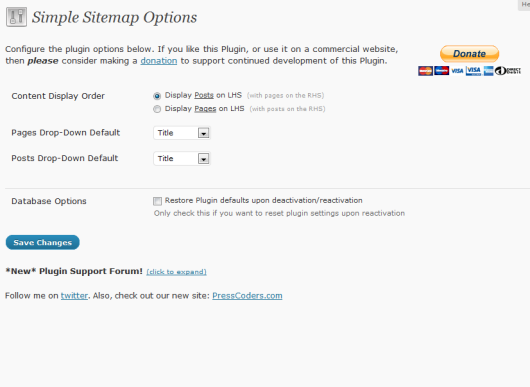 He
Simple Sitemap Options
Configure the plugin options below. If you like this Plugin, or use it on a commercial website,
then please consider making a donation to support continued development of this Plugin.
Donate
VISA VISA
Content Display Order
Display Posts on LHS (with pages on the RHS)
Display Pages on LHS (with posts on the RHS)
Pages Drop-Down Default Title
Posts Drop-Down Default Title
Database Options Restore Plugin defaults upon deactivation/reactivation
Only check this if you want to reset plugin settings upon reactivation
Save Changes
*New* Plugin Support Forum! (click to expand)
Follow me on twitter. Also, check out our new site: PressCoders.com